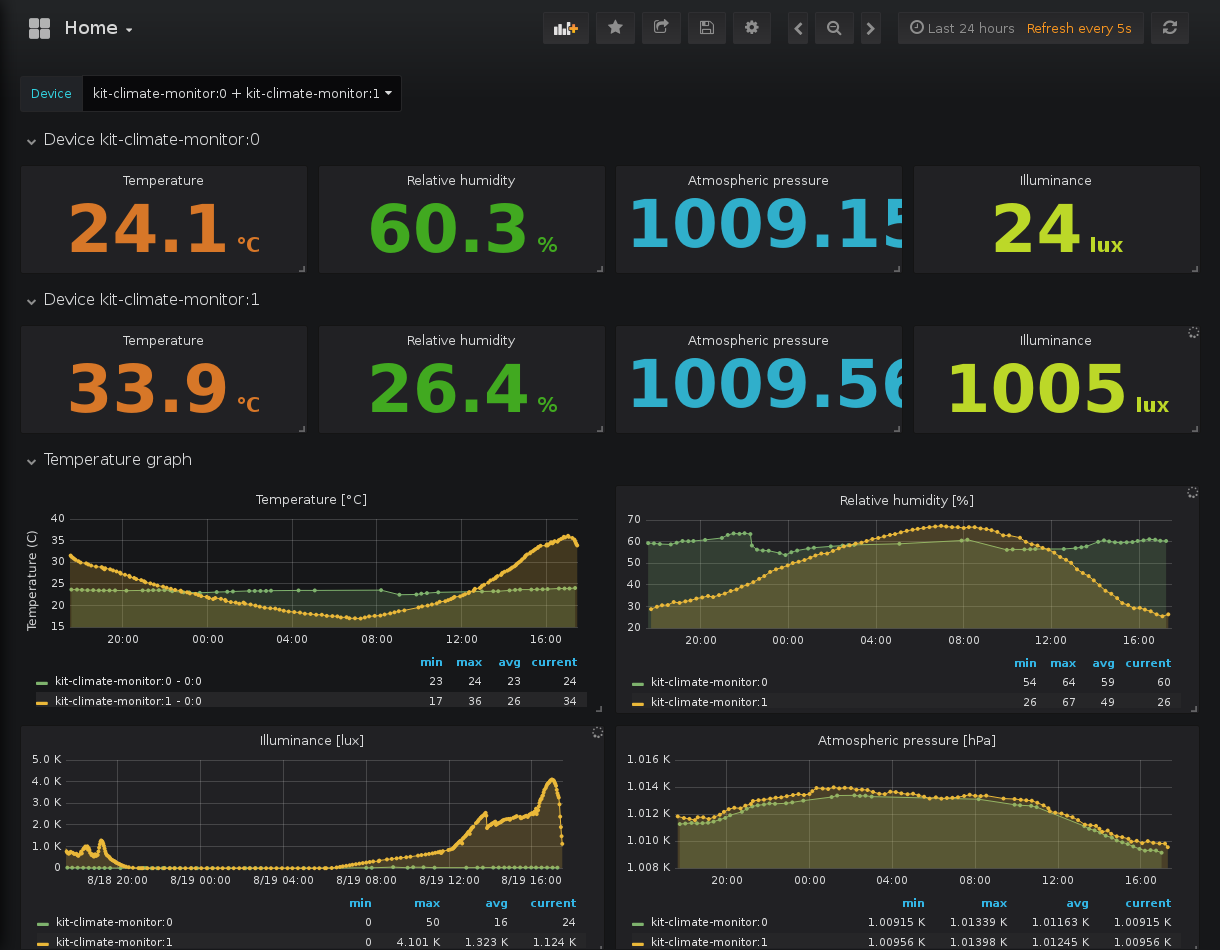 Home
Last 24 hours Refresh every 5s
Device kit-climate-monitor:0 + kit-climate-monitor:1
Device kit-climate-monitor:0
Temperature Relative humidity Atmospheric pressure Illuminance
24.1 °C 60.3 % 1009.15 24 lux
Device kit-climate-monitor:1
Temperature Relative humidity Atmospheric pressure Illuminance
33.9 °C 26.4 % 1009.56 1005 lux
Temperature graph
Temperature [°C]
Temperature (C)
40
35
30
25
20
15
20:00 00:00 04:00 08:00 12:00 16:00
min max avg current
kit-climate-monitor:0 - 0:0 23 24 23 24
kit-climate-monitor:1 - 0:0 17 36 26 34
Relative humidity [%]
70
60
50
40
30
20
20:00 00:00 04:00 08:00 12:00 16:00
min max avg current
kit-climate-monitor:0 54 64 59 60
kit-climate-monitor:1 26 67 49 26
Illuminance [lux]
5.0 K
4.0 K
3.0 K
2.0 K
1.0 K
0
8/18 20:00 8/19 00:00 8/19 04:00 8/19 08:00 8/19 12:00 8/19 16:00
min max avg current
kit-climate-monitor:0 0 50 16 24
kit-climate-monitor:1 0 4.101 K 1.323 K 1.124 K
Atmospheric pressure [hPa]
1.016 K
1.014 K
1.012 K
1.010 K
1.008 K
20:00 00:00 04:00 08:00 12:00 16:00
min max avg current
kit-climate-monitor:0 1.00915 K 1.01339 K 1.01163 K 1.00915 K
kit-climate-monitor:1 1.00956 K 1.01398 K 1.01245 K 1.00956 K